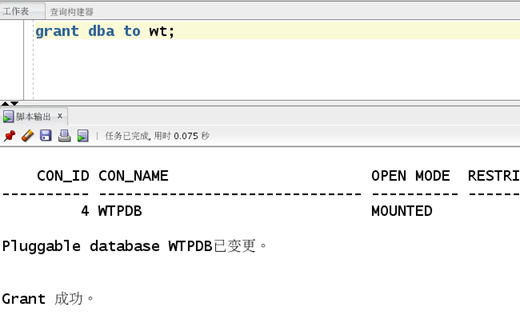 工作表 查询构建器
grant dba to wt;
脚本输出 ×
任务已完成, 用时 0.075 秒
CON_ID CON_NAME OPEN MODE RESTRI
---------- ------------------------------ ---------- ------
4 WTPDB MOUNTED
Pluggable database WTPDB已变更。
Grant 成功。